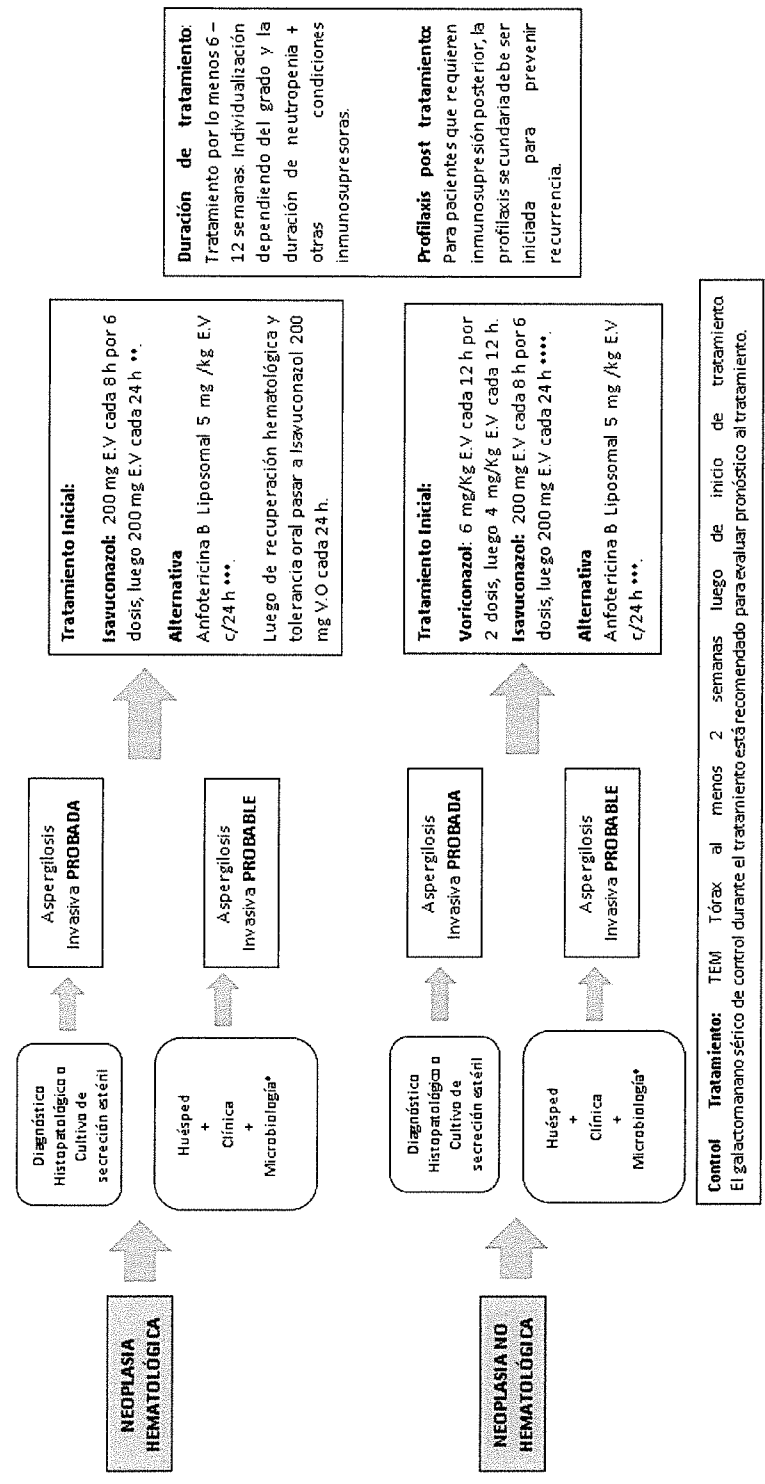 NEOPLASIA
HEMATOLÓGICA
Diagnóstico
Histopatológico o
Cultivo de
secreción estéril
Huésped
+
Clínica
+
Microbiología*
Aspergilosis
Invasiva PROBADA
Aspergilosis
Invasiva PROBABLE
Tratamiento Inicial:
Isavuconazol: 200 mg E.V cada 8 h por 6
dosis, luego 200 mg E.V cada 24 h **.
Alternativa
Anfotericina B Liposomal 5 mg /kg E.V
c/24 h ***.
Luego de recuperación hematológica y
tolerancia oral pasar a Isavuconazol 200
mg V.O cada 24 h.
NEOPLASIA NO
HEMATOLÓGICA
Diagnóstico
Histopatológico o
Cultivo de
secreción estéril
Huésped
+
Clínica
+
Microbiología*
Aspergilosis
Invasiva PROBADA
Aspergilosis
Invasiva PROBABLE
Tratamiento Inicial:
Voriconazol: 6 mg/Kg E.V cada 12 h por
2 dosis, luego 4 mg/Kg E.V cada 12 h.
Isavuconazol: 200 mg E.V cada 8 h por 6
dosis, luego 200 mg E.V cada 24 h ****.
Alternativa
Anfotericina B Liposomal 5 mg /kg E.V
c/24 h ***.
Duración de tratamiento:
Tratamiento por lo menos 6 –
12 semanas. Individualización
dependiendo del grado y la
duración de neutropenia +
otras condiciones
inmunosupresoras.
Profilaxis post tratamiento:
Para pacientes que requieren
inmunosupresión posterior, la
profilaxis secundaria debe ser
iniciada para prevenir
recurrencia.
Control Tratamiento: TEM Tórax al menos 2 semanas luego de inicio de tratamiento
El galactomanano sérico de control durante el tratamiento está recomendado para evaluar pronóstico al tratamiento.